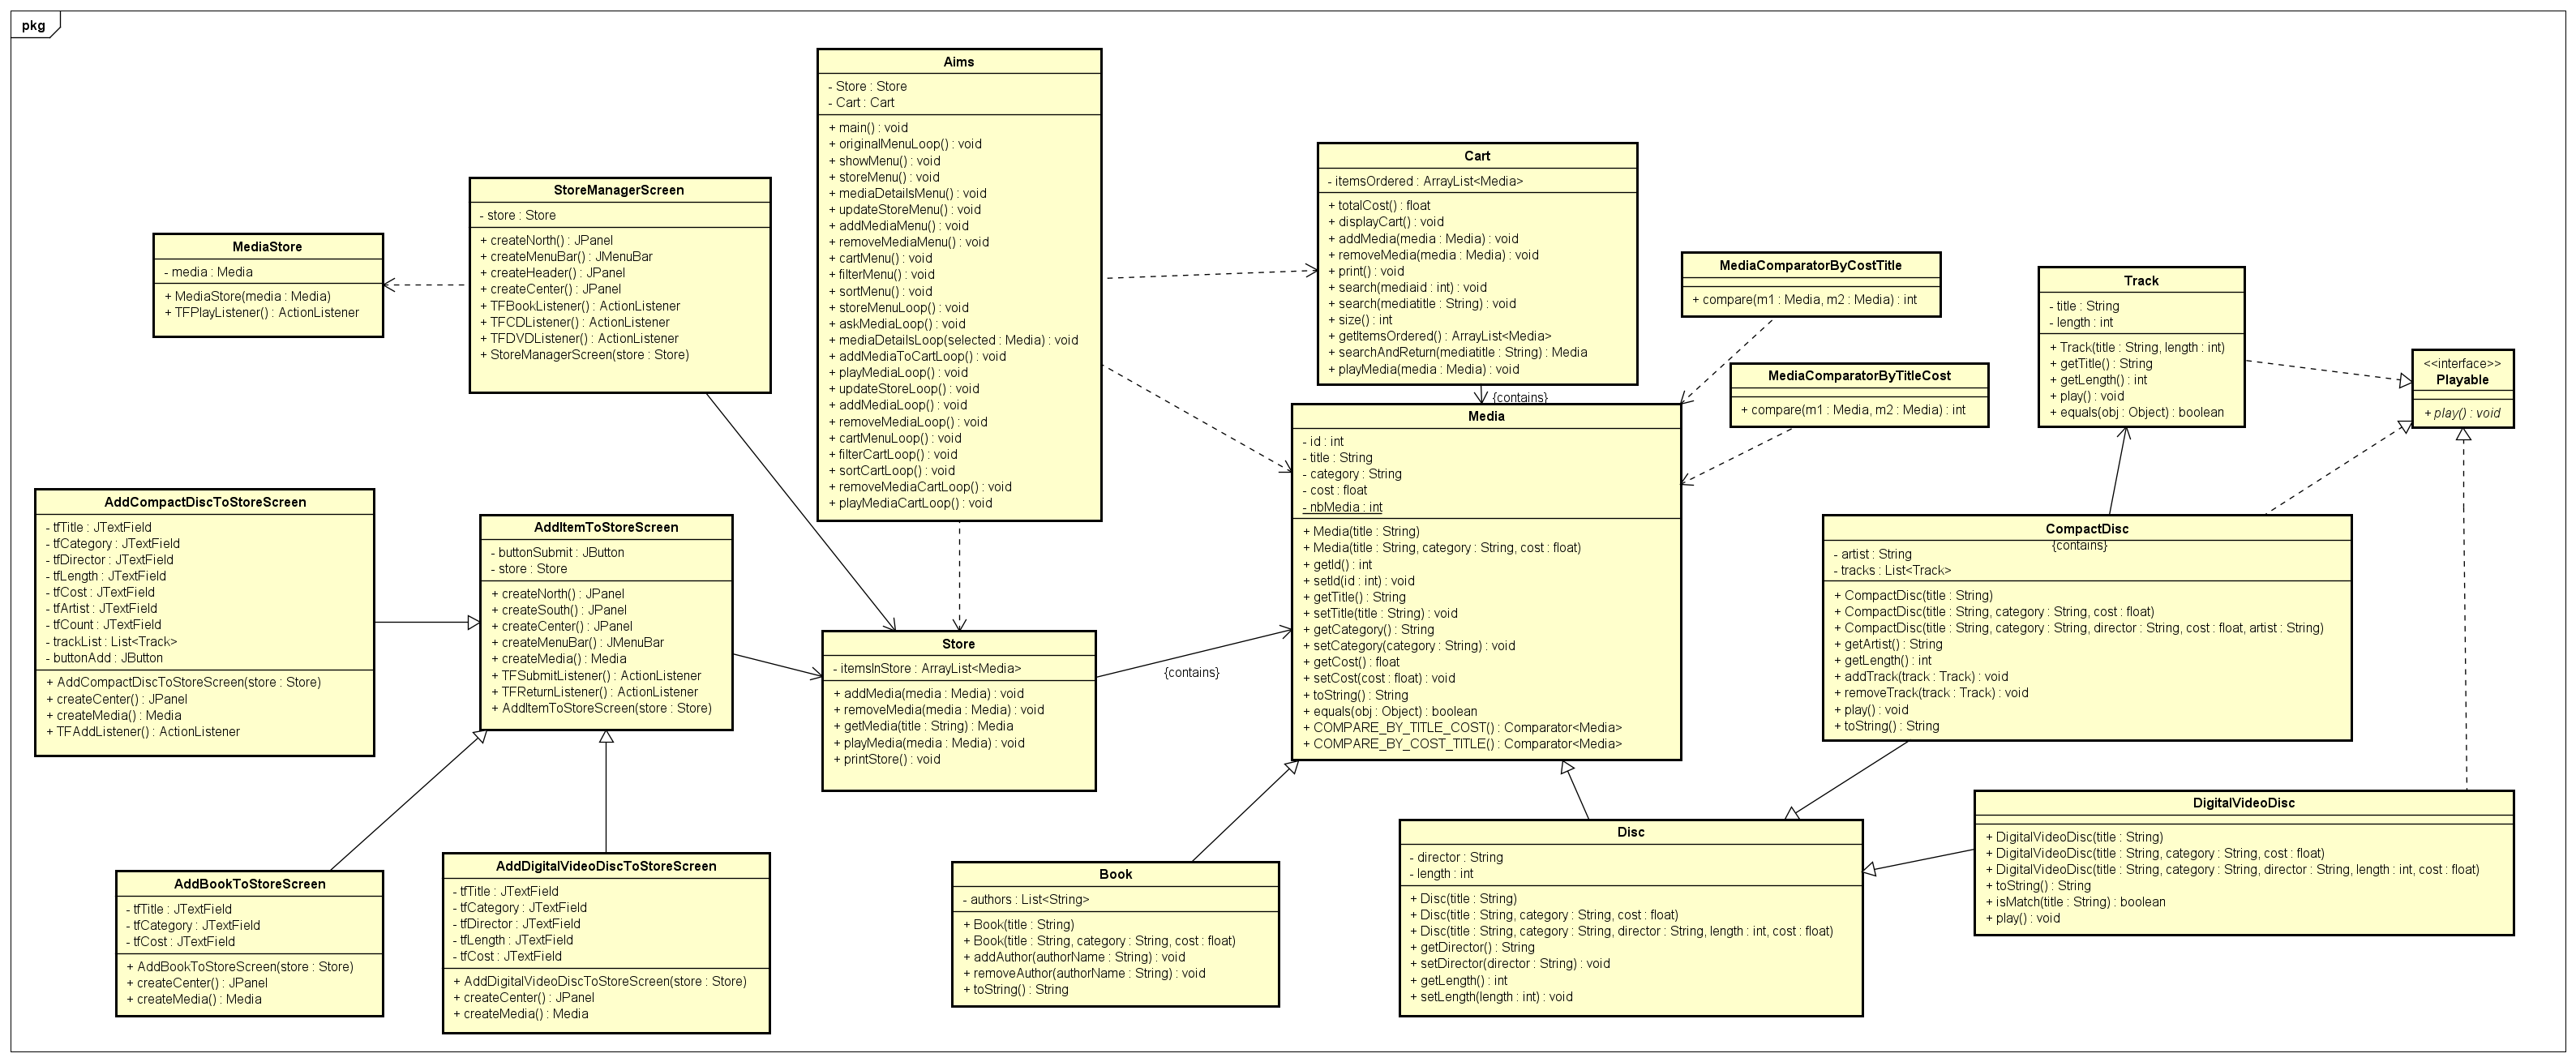 pkg
Aims
- Store : Store
- Cart : Cart
+ main() : void
+ originalMenuLoop() : void
+ showMenu() : void
+ storeMenu() : void
+ mediaDetailsMenu() : void
+ updateStoreMenu() : void
+ addMediaMenu() : void
+ removeMediaMenu() : void
+ cartMenu() : void
+ filterMenu() : void
+ sortMenu() : void
+ storeMenuLoop() : void
+ askMediaLoop() : void
+ mediaDetailsLoop(selected : Media) : void
+ addMediaToCartLoop() : void
+ playMediaLoop() : void
+ updateStoreLoop() : void
+ addMediaLoop() : void
+ removeMediaLoop() : void
+ cartMenuLoop() : void
+ filterCartLoop() : void
+ sortCartLoop() : void
+ removeMediaCartLoop() : void
+ playMediaCartLoop() : void
Cart
- itemsOrdered : ArrayList<Media>
+ totalCost() : float
+ displayCart() : void
+ addMedia(media : Media) : void
+ removeMedia(media : Media) : void
+ print() : void
+ search(mediaid : int) : void
+ search(mediatitle : String) : void
+ size() : int
+ getItemsOrdered() : ArrayList<Media>
+ searchAndReturn(mediatitle : String) : Media
+ playMedia(media : Media) : void
{contains}
StoreManagerScreen
- store : Store
+ createNorth() : JPanel
+ createMenuBar() : JMenuBar
+ createHeader() : JPanel
+ createCenter() : JPanel
+ TFBookListener() : ActionListener
+ TFCDListener() : ActionListener
+ TFDVDListener() : ActionListener
+ StoreManagerScreen(store : Store)
MediaStore
- media : Media
+ MediaStore(media : Media)
+ TFPlayListener() : ActionListener
MediaComparatorByCostTitle
+ compare(m1 : Media, m2 : Media) : int
MediaComparatorByTitleCost
+ compare(m1 : Media, m2 : Media) : int
Track
- title : String
- length : int
+ Track(title : String, length : int)
+ getTitle() : String
+ getLength() : int
+ play() : void
+ equals(obj : Object) : boolean
<<interface>>
Playable
+ play() : void
Media
- id : int
- title : String
- category : String
- cost : float
- nbMedia : int
+ Media(title : String)
+ Media(title : String, category : String, cost : float)
+ getId() : int
+ setId(id : int) : void
+ getTitle() : String
+ setTitle(title : String) : void
+ getCategory() : String
+ setCategory(category : String) : void
+ getCost() : float
+ setCost(cost : float) : void
+ toString() : String
+ equals(obj : Object) : boolean
+ COMPARE_BY_TITLE_COST() : Comparator<Media>
+ COMPARE_BY_COST_TITLE() : Comparator<Media>
AddCompactDiscToStoreScreen
- tfTitle : JTextField
- tfCategory : JTextField
- tfDirector : JTextField
- tfLength : JTextField
- tfCost : JTextField
- tfArtist : JTextField
- tfCount : JTextField
- trackList : List<Track>
- buttonAdd : JButton
+ AddCompactDiscToStoreScreen(store : Store)
+ createCenter() : JPanel
+ createMedia() : Media
+ TFAddListener() : ActionListener
AddItemToStoreScreen
- buttonSubmit : JButton
- store : Store
+ createNorth() : JPanel
+ createSouth() : JPanel
+ createCenter() : JPanel
+ createMenuBar() : JMenuBar
+ createMedia() : Media
+ TFSubmitListener() : ActionListener
+ TFReturnListener() : ActionListener
+ AddItemToStoreScreen(store : Store)
Store
- itemsInStore : ArrayList<Media>
+ addMedia(media : Media) : void
+ removeMedia(media : Media) : void
+ getMedia(title : String) : Media
+ playMedia(media : Media) : void
+ printStore() : void
{contains}
CompactDisc
{contains}
- artist : String
- tracks : List<Track>
+ CompactDisc(title : String)
+ CompactDisc(title : String, category : String, cost : float)
+ CompactDisc(title : String, category : String, director : String, cost : float, artist : String)
+ getArtist() : String
+ getLength() : int
+ addTrack(track : Track) : void
+ removeTrack(track : Track) : void
+ play() : void
+ toString() : String
AddBookToStoreScreen
- tfTitle : JTextField
- tfCategory : JTextField
- tfCost : JTextField
+ AddBookToStoreScreen(store : Store)
+ createCenter() : JPanel
+ createMedia() : Media
AddDigitalVideoDiscToStoreScreen
- tfTitle : JTextField
- tfCategory : JTextField
- tfDirector : JTextField
- tfLength : JTextField
- tfCost : JTextField
+ AddDigitalVideoDiscToStoreScreen(store : Store)
+ createCenter() : JPanel
+ createMedia() : Media
Book
- authors : List<String>
+ Book(title : String)
+ Book(title : String, category : String, cost : float)
+ addAuthor(authorName : String) : void
+ removeAuthor(authorName : String) : void
+ toString() : String
Disc
- director : String
- length : int
+ Disc(title : String)
+ Disc(title : String, category : String, cost : float)
+ Disc(title : String, category : String, director : String, length : int, cost : float)
+ getDirector() : String
+ setDirector(director : String) : void
+ getLength() : int
+ setLength(length : int) : void
DigitalVideoDisc
+ DigitalVideoDisc(title : String)
+ DigitalVideoDisc(title : String, category : String, cost : float)
+ DigitalVideoDisc(title : String, category : String, director : String, length : int, cost : float)
+ toString() : String
+ isMatch(title : String) : boolean
+ play() : void